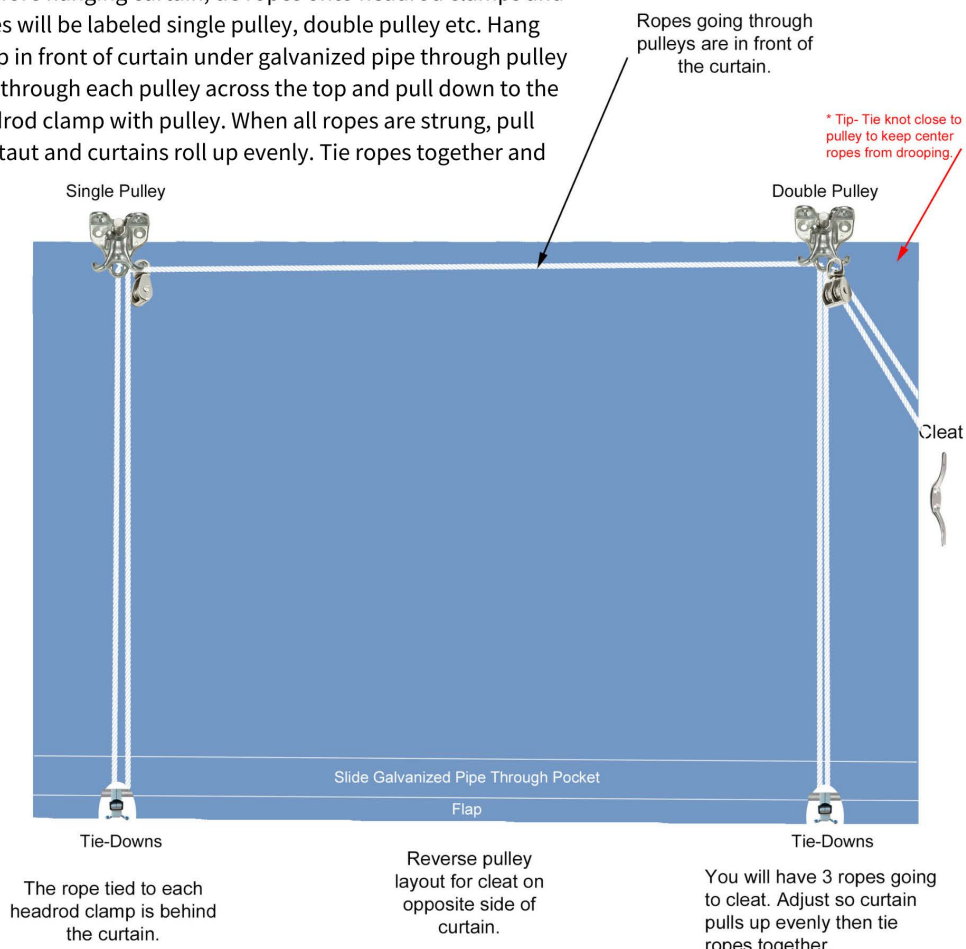 es will be labeled single pulley, double pulley etc. Hang
p in front of curtain under galvanized pipe through pulley
through each pulley across the top and pull down to the
drod clamp with pulley. When all ropes are strung, pull
taut and curtains roll up evenly. Tie ropes together and
Ropes going through
pulleys are in front of
the curtain.
* Tip- Tie knot close to
pulley to keep center
ropes from drooping.
Single Pulley
Double Pulley
Cleat
Slide Galvanized Pipe Through Pocket
Flap
Tie-Downs
Tie-Downs
The rope tied to each
headrod clamp is behind
the curtain.
Reverse pulley
layout for cleat on
opposite side of
curtain.
You will have 3 ropes going
to cleat. Adjust so curtain
pulls up evenly then tie
ropes together